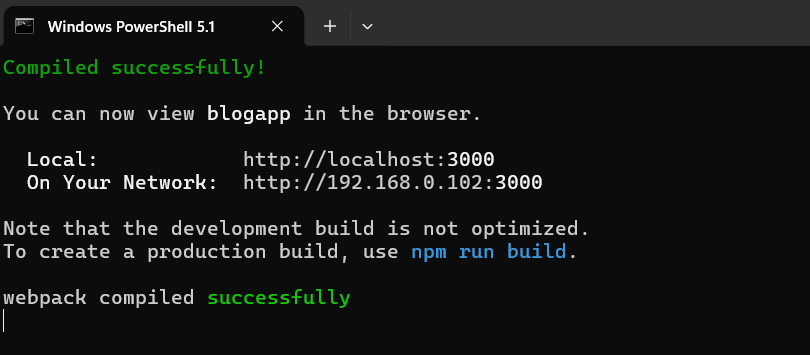 Windows PowerShell 5.1
Compiled successfully!
You can now view blogapp in the browser.
Local: http://localhost:3000
On Your Network: http://192.168.0.102:3000
Note that the development build is not optimized.
To create a production build, use npm run build.
webpack compiled successfully